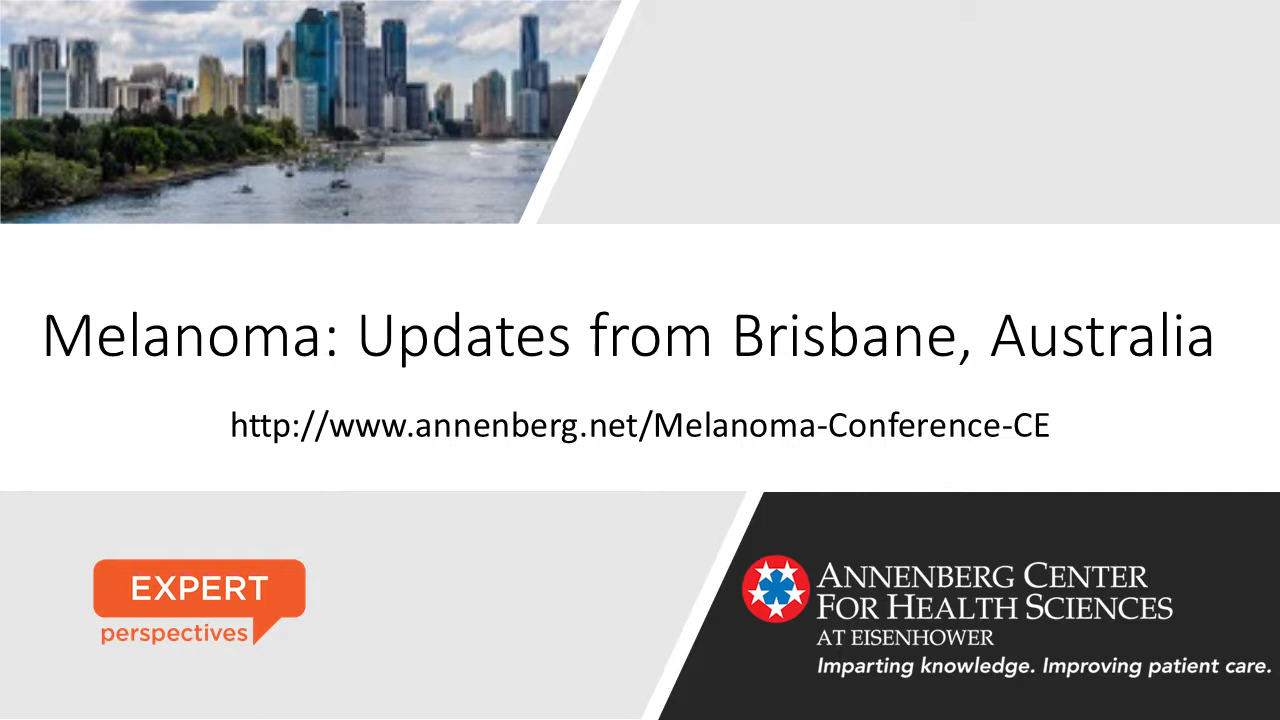 Melanoma: Updates from Brisbane, Australia
http://www.annenberg.net/Melanoma-Conference-CE
EXPERT
perspectives
ANNENBERG CENTER
FOR HEALTH SCIENCES
AT EISENHOWER
Imparting knowledge. Improving patient care.